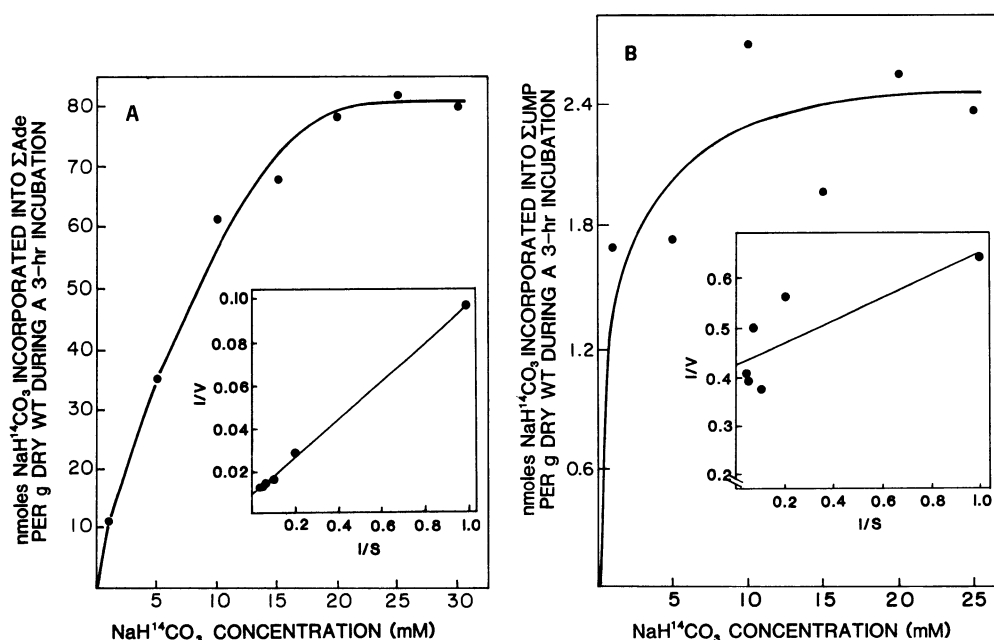 A
nmoles NaH¹⁴CO₃ INCORPORATED INTO ΣAde
PER g DRY WT DURING A 3-hr INCUBATION
80
70
60
50
40
30
20
10
5 10 15 20 25 30
NaH¹⁴CO₃ CONCENTRATION (mM)
I/V
0.10
0.08
0.06
0.04
0.02
0.2 0.4 0.6 0.8 1.0
I/S
B
nmoles NaH¹⁴CO₃ INCORPORATED INTO ΣUMP
PER g DRY WT DURING A 3-hr INCUBATION
2.4
1.8
1.2
0.6
5 10 15 20 25
NaH¹⁴CO₃ CONCENTRATION (mM)
I/V
0.6
0.5
0.4
0.3
0.2
0.2 0.4 0.6 0.8 1.0
I/S